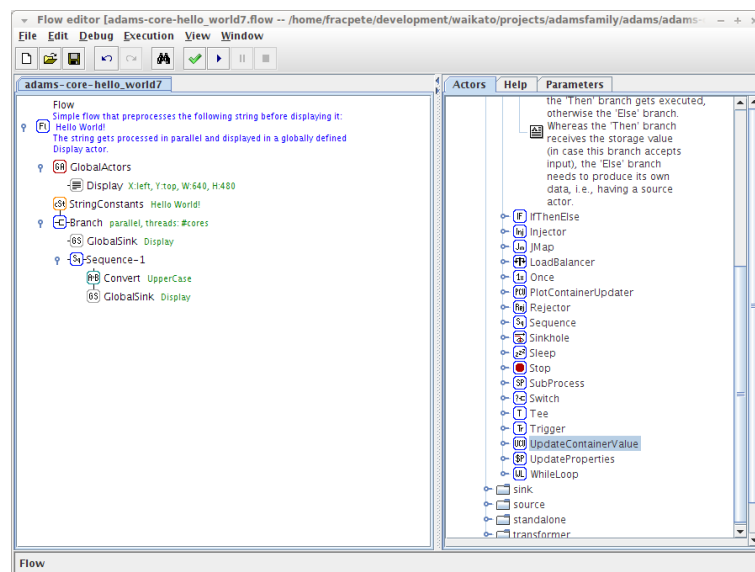 Flow editor (adams-core-hello_world7.flow -- /home/fracpete/development/waikato/projects/adamsfamily/adams/adams-
File Edit Debug Execution View Window
adams-core-hello_world7
Flow
Simple flow that preprocesses the following string before displaying it:
Hello World!
The string gets processed in parallel and displayed in a globally defined
Display actor.
GlobalActors
Display X:left, Y:top, W:640, H:480
StringConstants Hello World!
Branch parallel, threads: #cores
GlobalSink Display
Sequence-1
Convert UpperCase
GlobalSink Display
Actors Help Parameters
the 'Then' branch gets executed,
otherwise the 'Else' branch.
Whereas the 'Then' branch
receives the storage value
(in case this branch accepts
input), the 'Else' branch
needs to produce its own
data, i.e., having a source
actor.
IfThenElse
Injector
JMap
LoadBalancer
Once
PlotContainerUpdater
Rejector
Sequence
Sinkhole
Sleep
Stop
SubProcess
Switch
Tee
Trigger
UpdateContainerValue
UpdateProperties
WhileLoop
sink
source
standalone
transformer
Flow